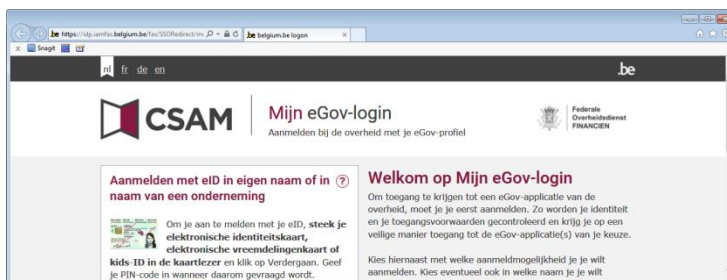 https://idp.iamfas.belgium.be/fas/SSORedirect/m
be belgium.be logon
x Snagit
nl fr de en
.be
CSAM
Mijn eGov-login
Aanmelden bij de overheid met je eGov-profiel
Federale
Overheidsdienst
FINANCIEN
Aanmelden met eID in eigen naam of in ?
naam van een onderneming
Om je aan te melden met je eID, steek je
elektronische identiteitskaart,
elektronische vreemdelingenkaart of
kids-ID in de kaartlezer en klik op Verdergaan. Geef
je PIN-code in wanneer daarom gevraagd wordt.
Welkom op Mijn eGov-login
Om toegang te krijgen tot een eGov-applicatie van de
overheid, moet je je eerst aanmelden. Zo worden je identiteit
en je toegangsvoorwaarden gecontroleerd en krijg je op een
veilige manier toegang tot de eGov-applicatie(s) van je keuze.
Kies hiernaast met welke aanmeldmogelijkheid je je wilt
aanmelden. Kies eventueel ook in welke naam je je wilt